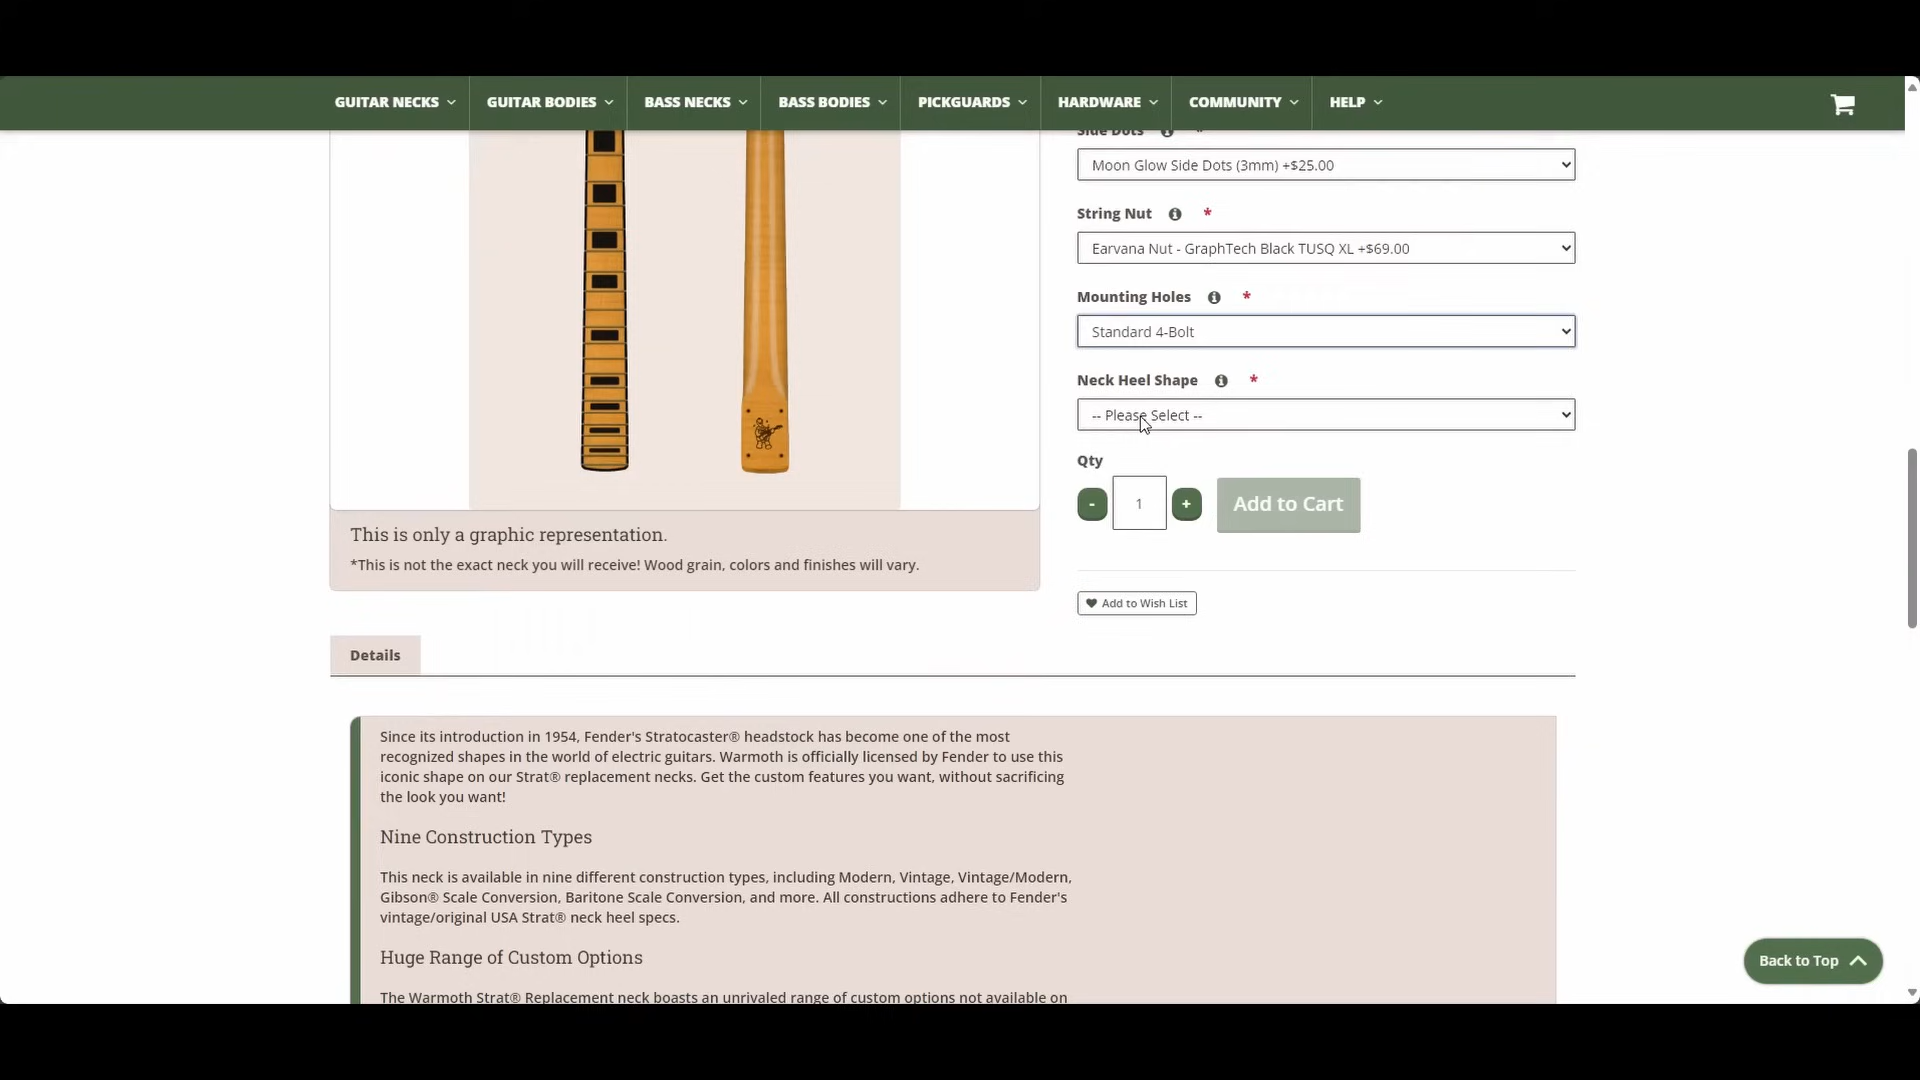 GUITAR NECKS
GUITAR BODIES
BASS NECKS
BASS BODIES
PICKGUARDS
HARDWARE
COMMUNITY
HELP
Side Dots *
Moon Glow Side Dots (3mm) +$25.00
String Nut *
Earvana Nut - GraphTech Black TUSQ XL +$69.00
Mounting Holes *
Standard 4-Bolt
Neck Heel Shape *
-- Please Select --
Qty
- 1 + Add to Cart
This is only a graphic representation.
*This is not the exact neck you will receive! Wood grain, colors and finishes will vary.
Add to Wish List
Details
Since its introduction in 1954, Fender's Stratocaster® headstock has become one of the most
recognized shapes in the world of electric guitars. Warmoth is officially licensed by Fender to use this
iconic shape on our Strat® replacement necks. Get the custom features you want, without sacrificing
the look you want!
Nine Construction Types
This neck is available in nine different construction types, including Modern, Vintage, Vintage/Modern,
Gibson® Scale Conversion, Baritone Scale Conversion, and more. All constructions adhere to Fender's
vintage/original USA Strat® neck heel specs.
Huge Range of Custom Options
The Warmoth Strat® Replacement neck boasts an unrivaled range of custom options not available on
Back to Top